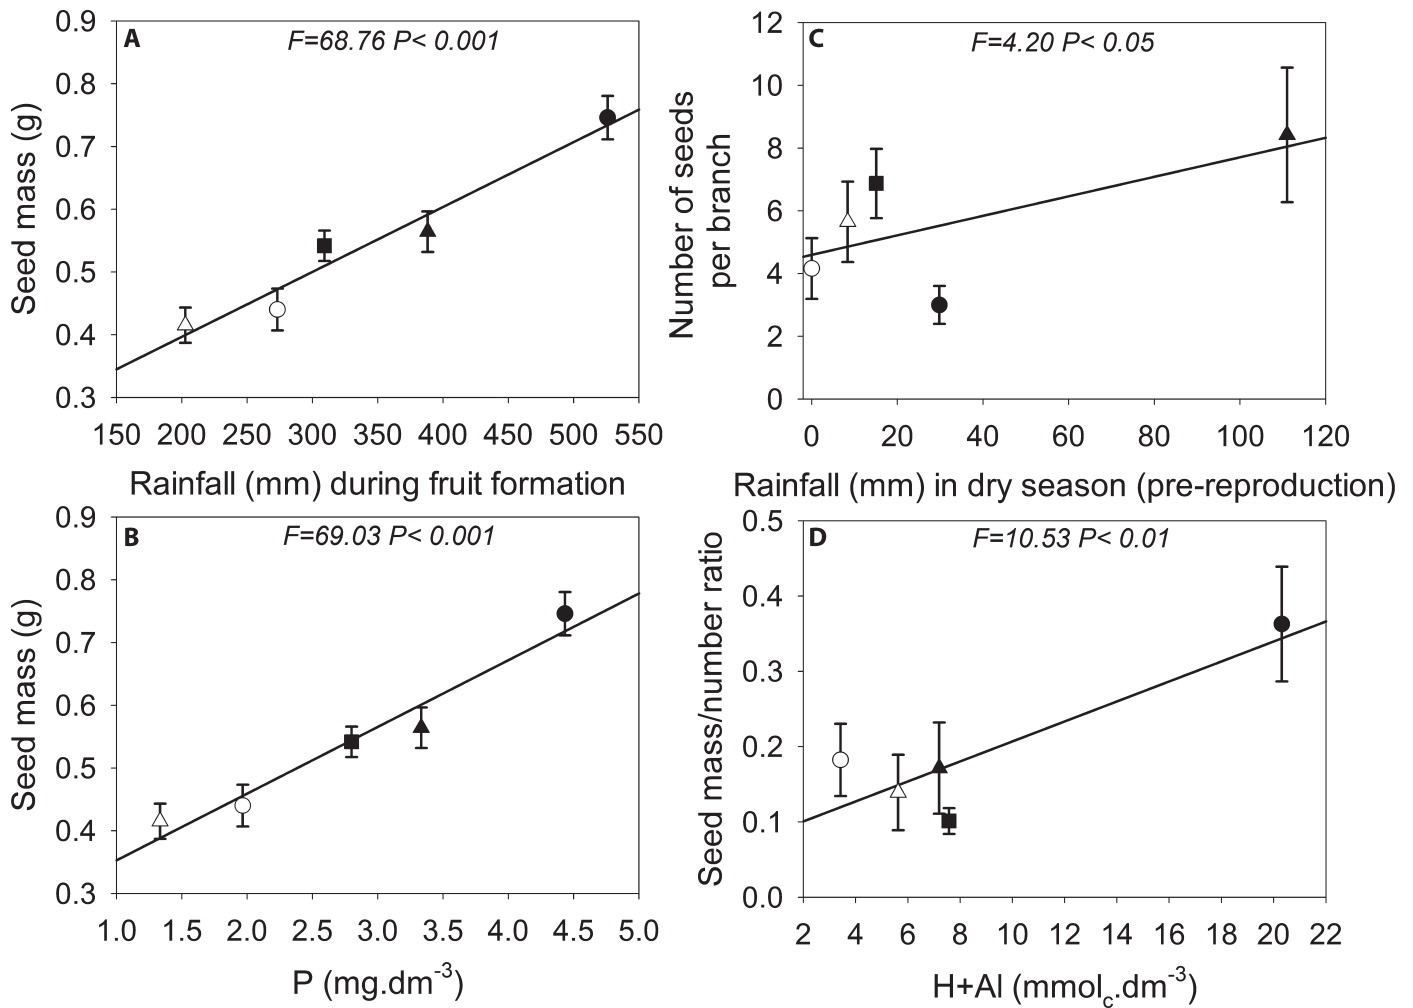 A
F=68.76 P< 0.001
0.9
0.8
0.7
0.6
0.5
0.4
0.3
Seed mass (g)
150 200 250 300 350 400 450 500 550
Rainfall (mm) during fruit formation
C
F=4.20 P< 0.05
12
10
8
6
4
2
0
Number of seeds
per branch
0 20 40 60 80 100 120
Rainfall (mm) in dry season (pre-reproduction)
B
F=69.03 P< 0.001
0.9
0.8
0.7
0.6
0.5
0.4
0.3
Seed mass (g)
1.0 1.5 2.0 2.5 3.0 3.5 4.0 4.5 5.0
P (mg.dm-3)
D
F=10.53 P< 0.01
0.5
0.4
0.3
0.2
0.1
0.0
Seed mass/number ratio
2 4 6 8 10 12 14 16 18 20 22
H+Al (mmolc.dm-3)